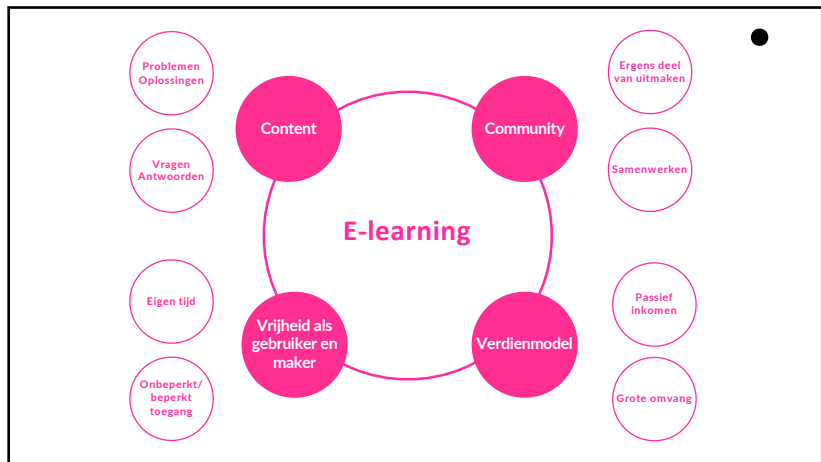 Problemen
Oplossingen
Content
Vragen
Antwoorden
Community
Ergens deel
van uitmaken
Samenwerken
E-learning
Eigen tijd
Vrijheid als
gebruiker en
maker
Onbeperkt/
beperkt
toegang
Verdienmodel
Passief
inkomen
Grote omvang